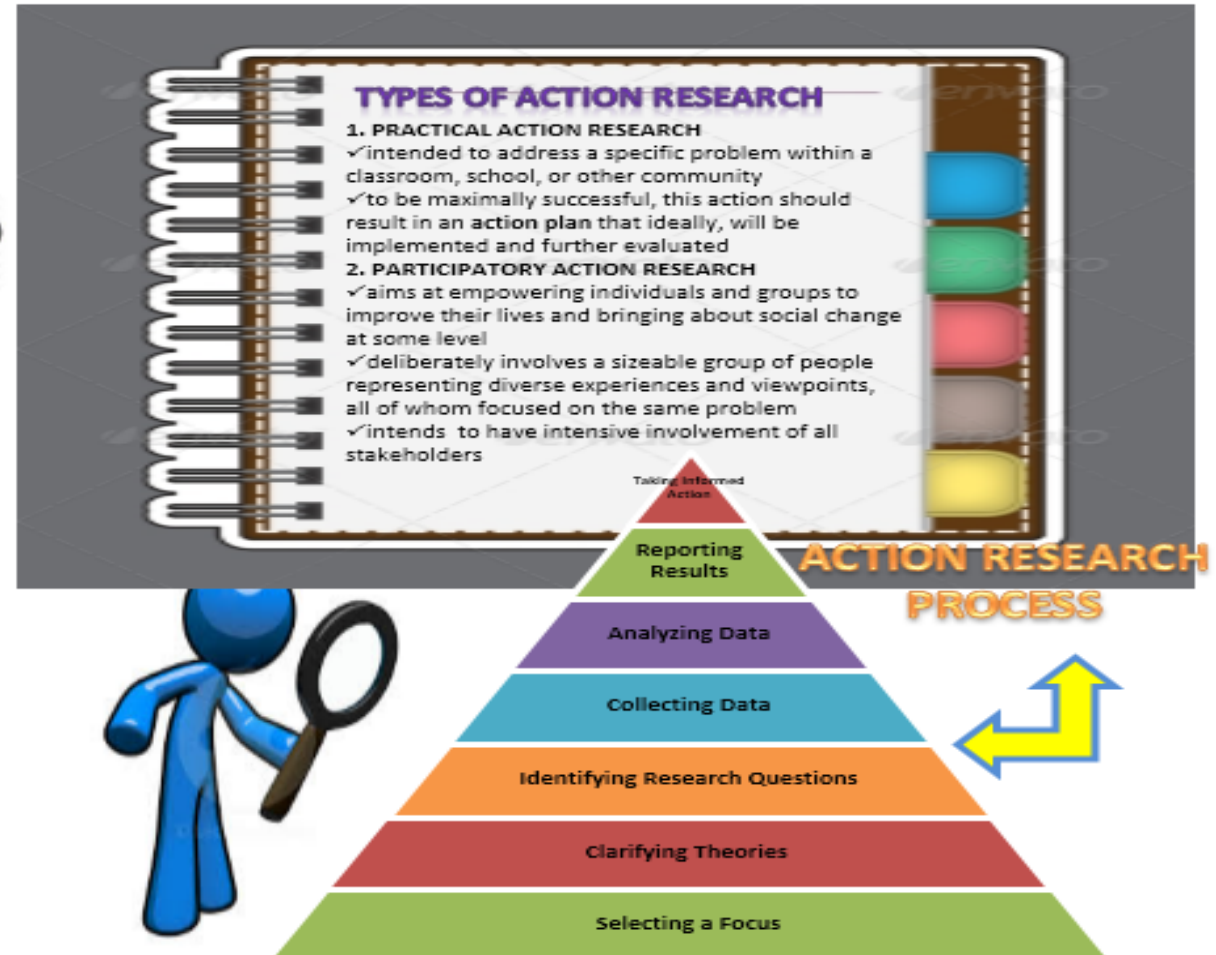 TYPES OF ACTION RESEARCH
1. PRACTICAL ACTION RESEARCH
✓intended to address a specific problem within a
classroom, school, or other community
✓to be maximally successful, this action should
result in an action plan that ideally, will be
implemented and further evaluated
2. PARTICIPATORY ACTION RESEARCH
✓aims at empowering individuals and groups to
improve their lives and bringing about social change
at some level
✓deliberately involves a sizeable group of people
representing diverse experiences and viewpoints,
all of whom focused on the same problem
✓intends to have intensive involvement of all
stakeholders
Taking Informed
Action
Reporting
Results
ACTION RESEARCH
PROCESS
Analyzing Data
Collecting Data
Identifying Research Questions
Clarifying Theories
Selecting a Focus